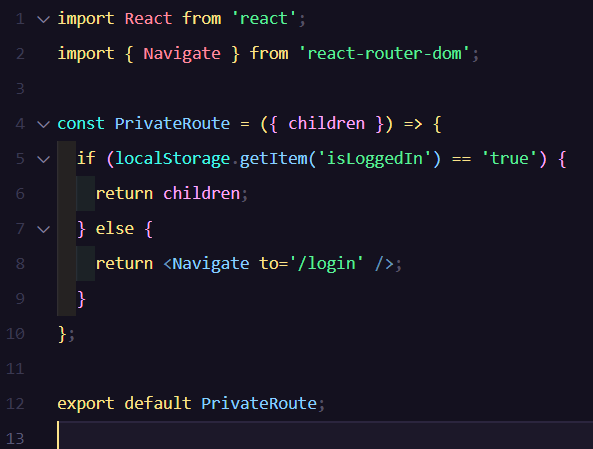 1 import React from 'react';
2 import { Navigate } from 'react-router-dom';
3
4 const PrivateRoute = ({ children }) => {
5   if (localStorage.getItem('isLoggedIn') == 'true') {
6     return children;
7   } else {
8     return <Navigate to='/login' />;
9   }
10 };
11
12 export default PrivateRoute;
13